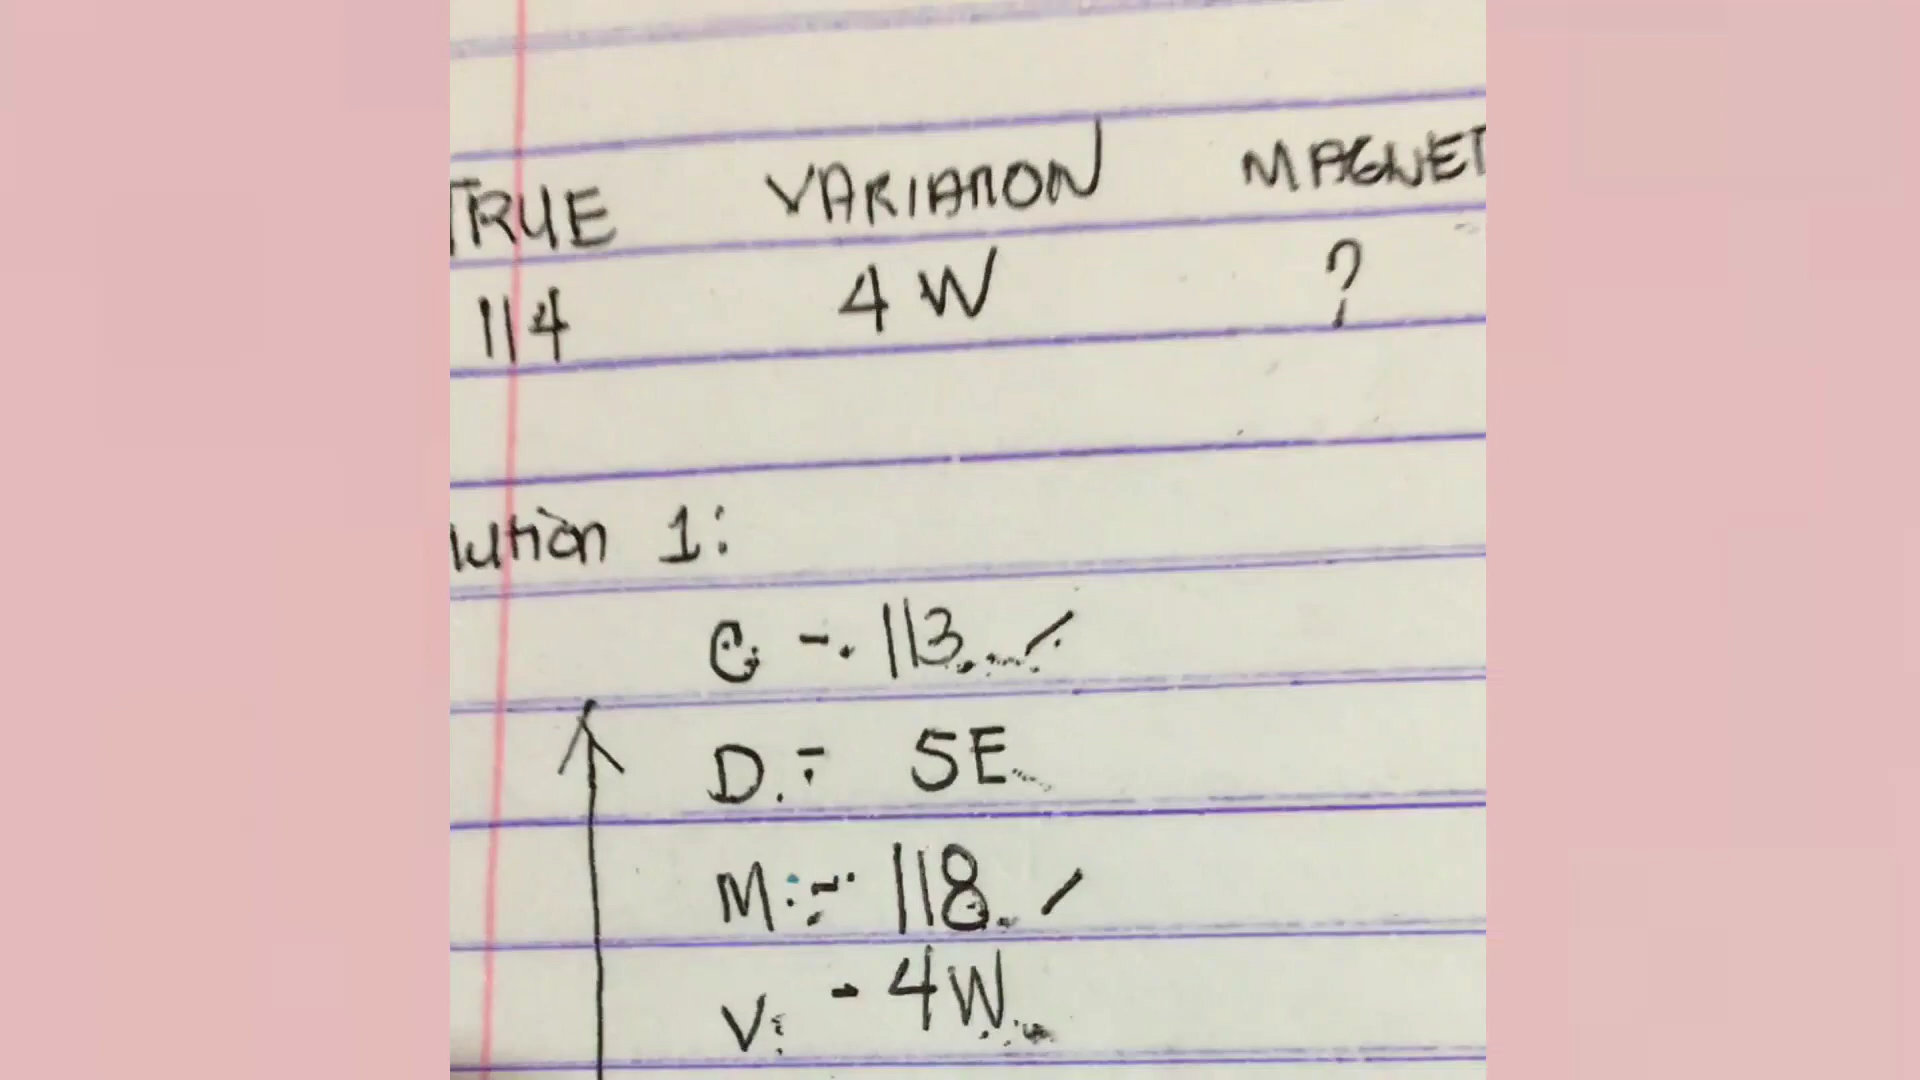 TRUE VARIATION MAGNET
114 4 W ?
lution 1:
C - 113
D - 5E
M - 118
V - 4W